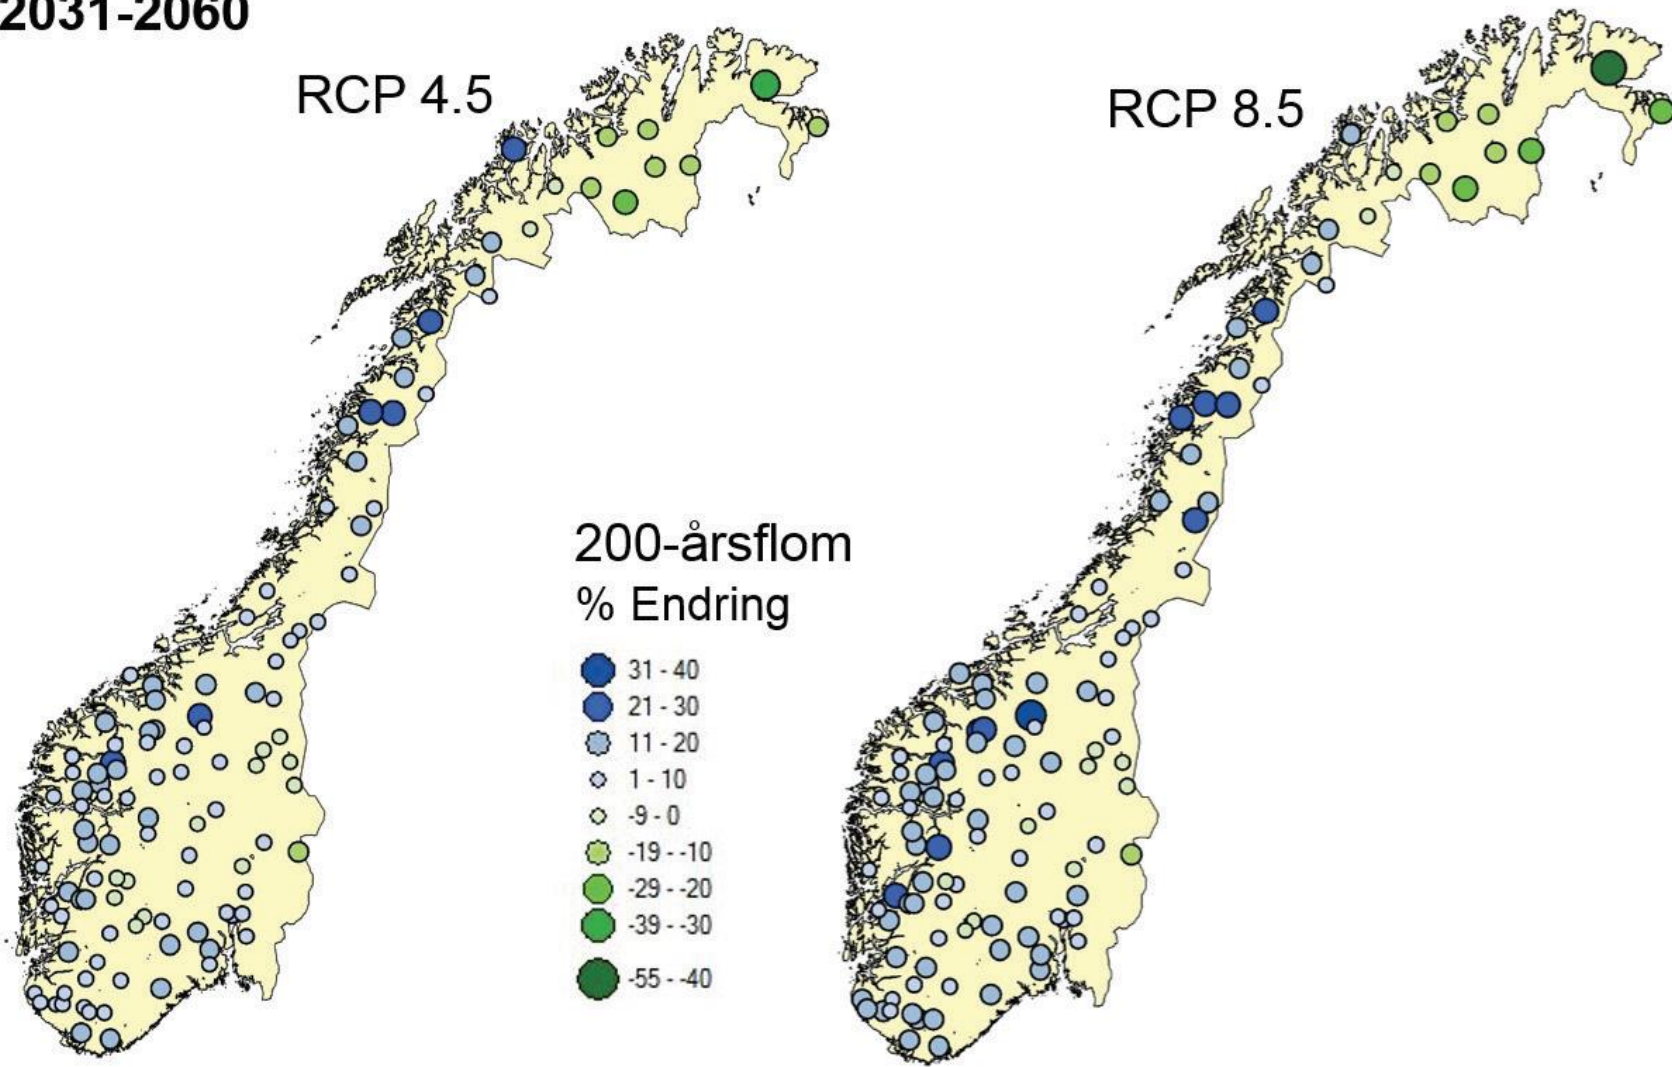 2031-2060
RCP 4.5
RCP 8.5
200-årsflom
% Endring
31 - 40
21 - 30
11 - 20
1 - 10
-9 - 0
-19 - -10
-29 - -20
-39 - -30
-55 - -40